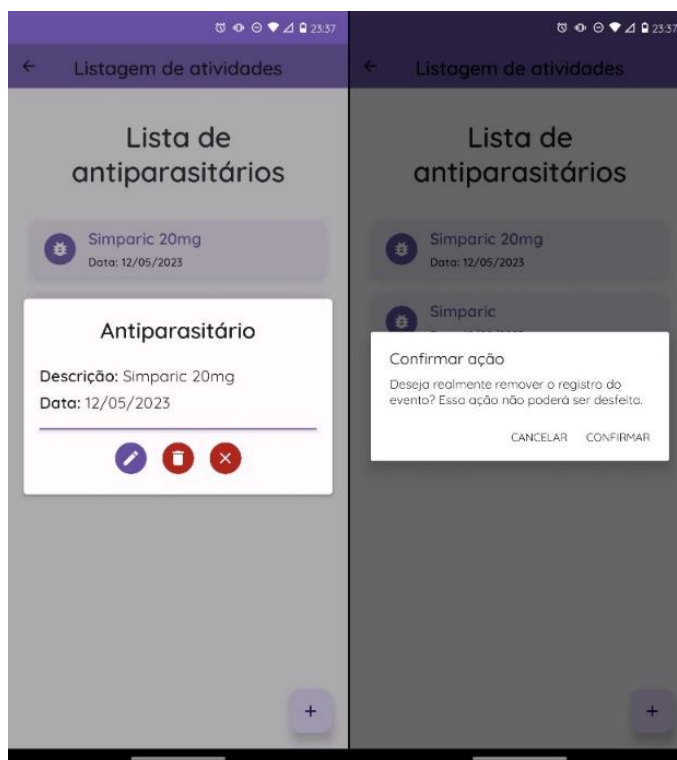 23:37
Listagem de atividades
Lista de
antiparasitários
Simparic 20mg
Data: 12/05/2023
Antiparasitário
Descrição: Simparic 20mg
Data: 12/05/2023
23:37
Listagem de atividades
Lista de
antiparasitários
Simparic 20mg
Data: 12/05/2023
Simparic
Confirmar ação
Deseja realmente remover o registro do
evento? Essa ação não poderá ser desfeita.
CANCELAR CONFIRMAR